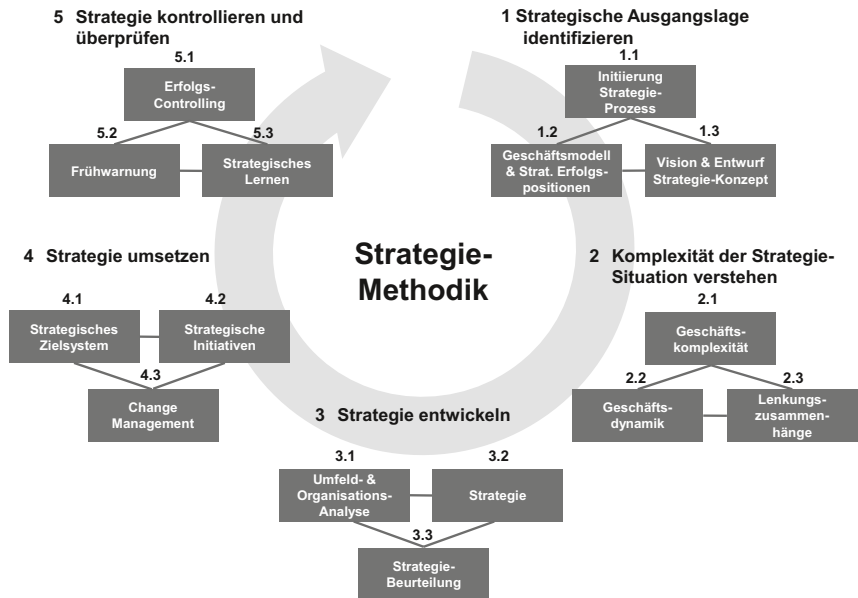 Strategie-
Methodik
1 Strategische Ausgangslage
identifizieren
1.1
Initiierung
Strategie-
Prozess
1.2
Geschäftsmodell
& Strat. Erfolgs-
positionen
1.3
Vision & Entwurf
Strategie-Konzept
2 Komplexität der Strategie-
Situation verstehen
2.1
Geschäfts-
komplexität
2.2
Geschäfts-
dynamik
2.3
Lenkungs-
zusammen-
hänge
3 Strategie entwickeln
3.1
Umfeld- &
Organisations-
Analyse
3.2
Strategie
3.3
Strategie-
Beurteilung
4 Strategie umsetzen
4.1
Strategisches
Zielsystem
4.2
Strategische
Initiativen
4.3
Change
Management
5 Strategie kontrollieren und
überprüfen
5.1
Erfolgs-
Controlling
5.2
Frühwarnung
5.3
Strategisches
Lernen